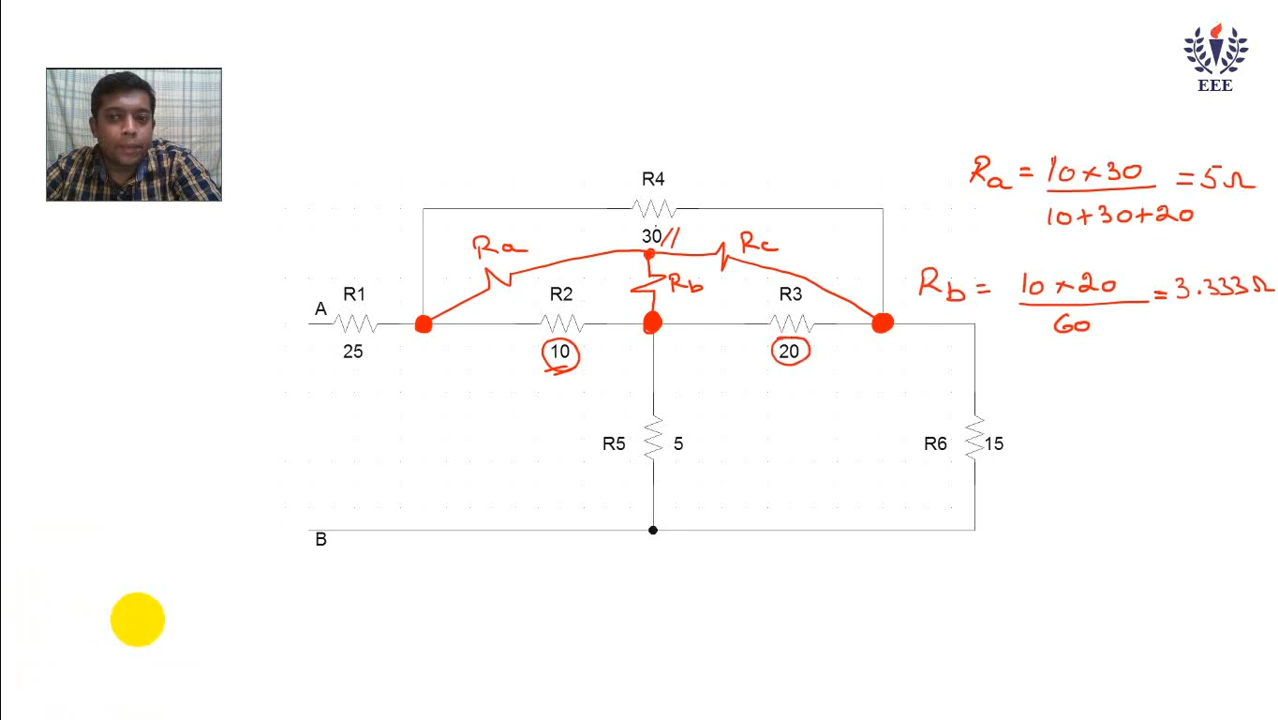 EEE
R4
30//
Ra
Rb
Rc
A
R1
25
R2
10
R3
20
R5
5
R6
15
B
Ra = 10 × 30 / 10 + 30 + 20 = 5Ω
Rb = 10 × 20 / 60 = 3.333Ω